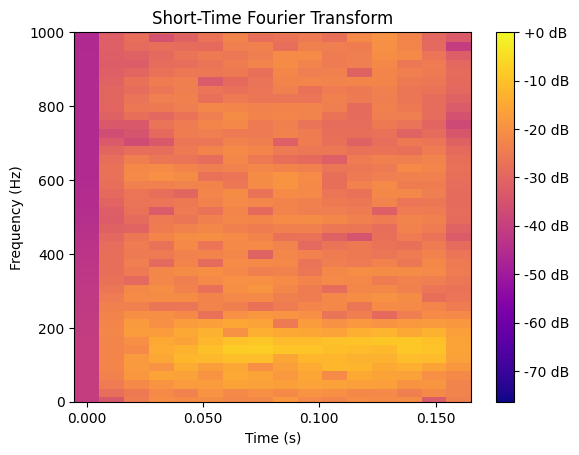 Short-Time Fourier Transform
1000
800
600
400
200
0
Frequency (Hz)
0.000
0.050
0.100
0.150
Time (s)
+0 dB
-10 dB
-20 dB
-30 dB
-40 dB
-50 dB
-60 dB
-70 dB